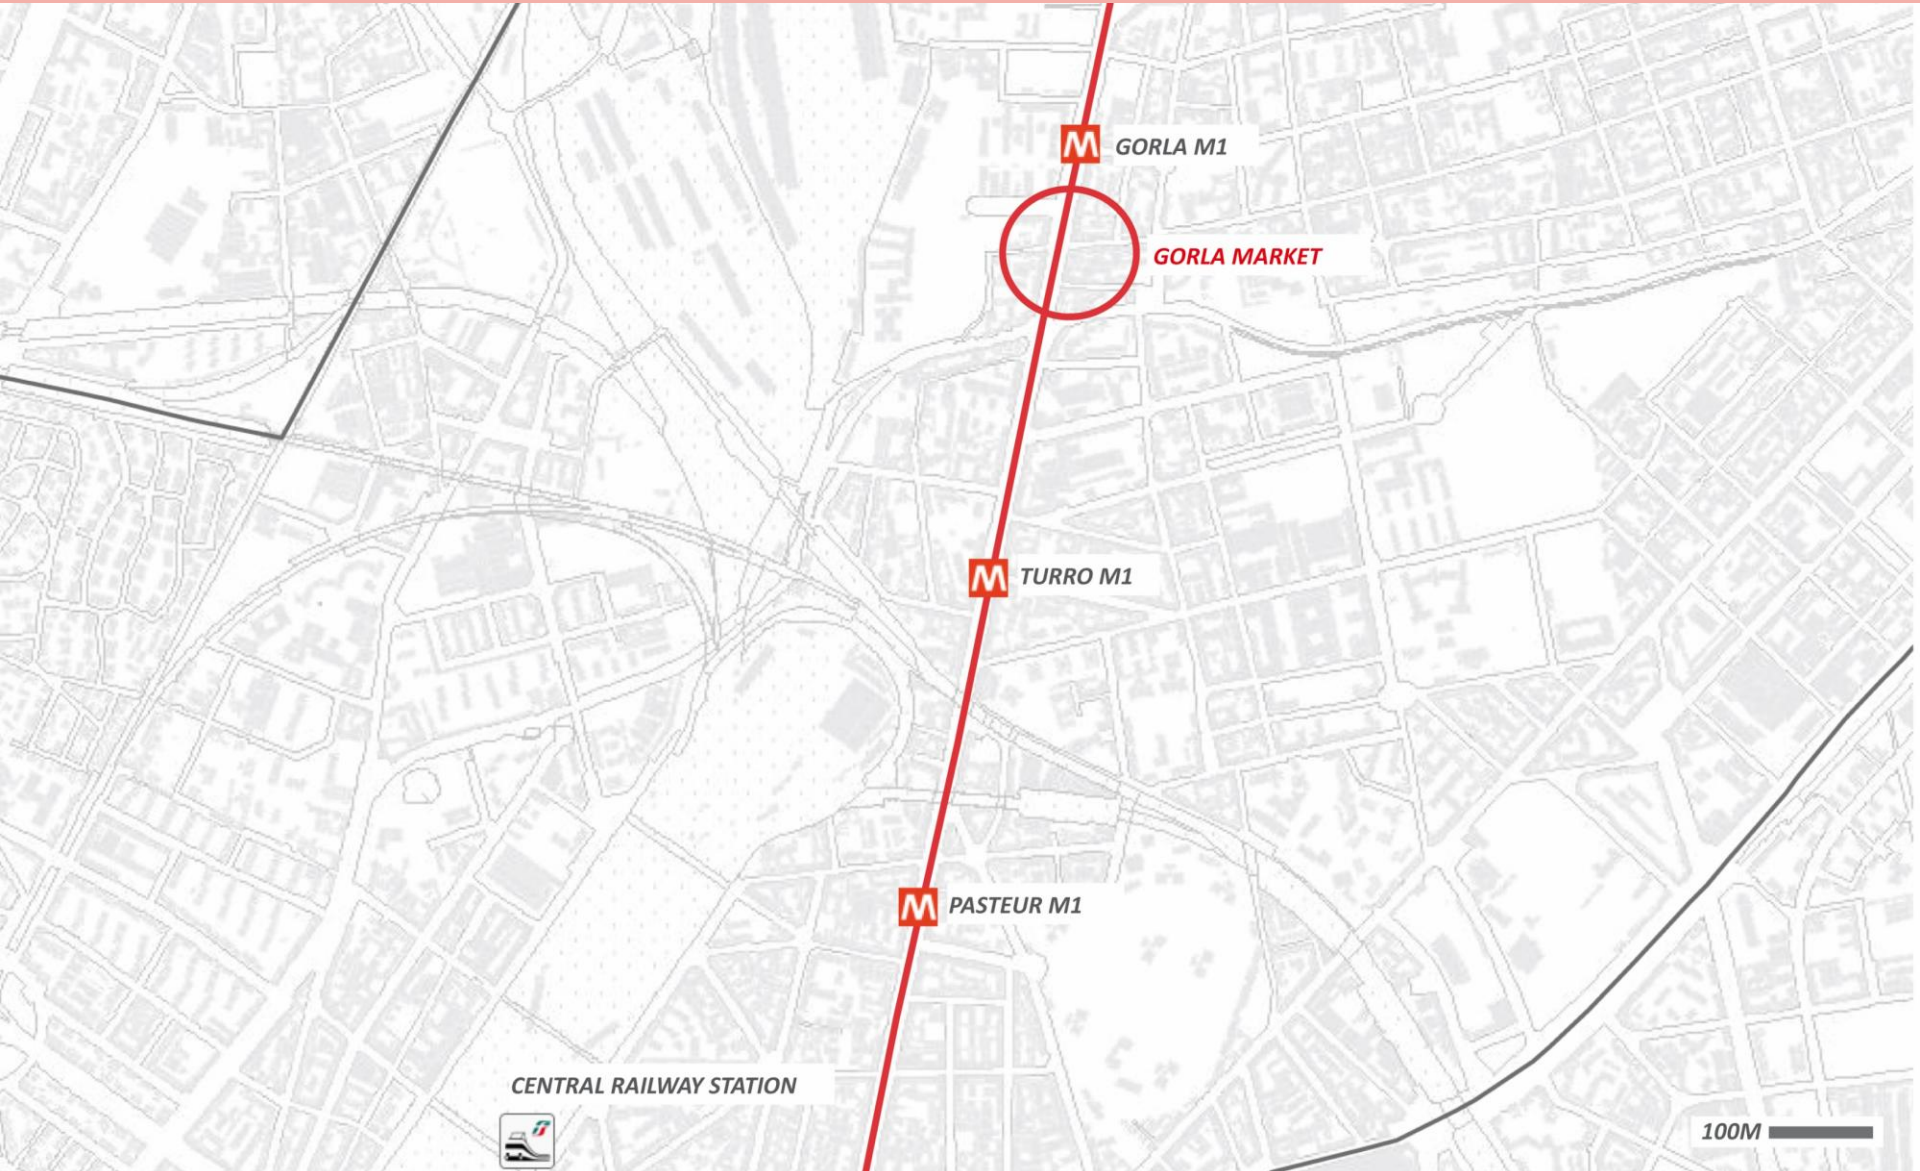 M GORLA M1
GORLA MARKET
M TURRO M1
M PASTEUR M1
CENTRAL RAILWAY STATION
100M